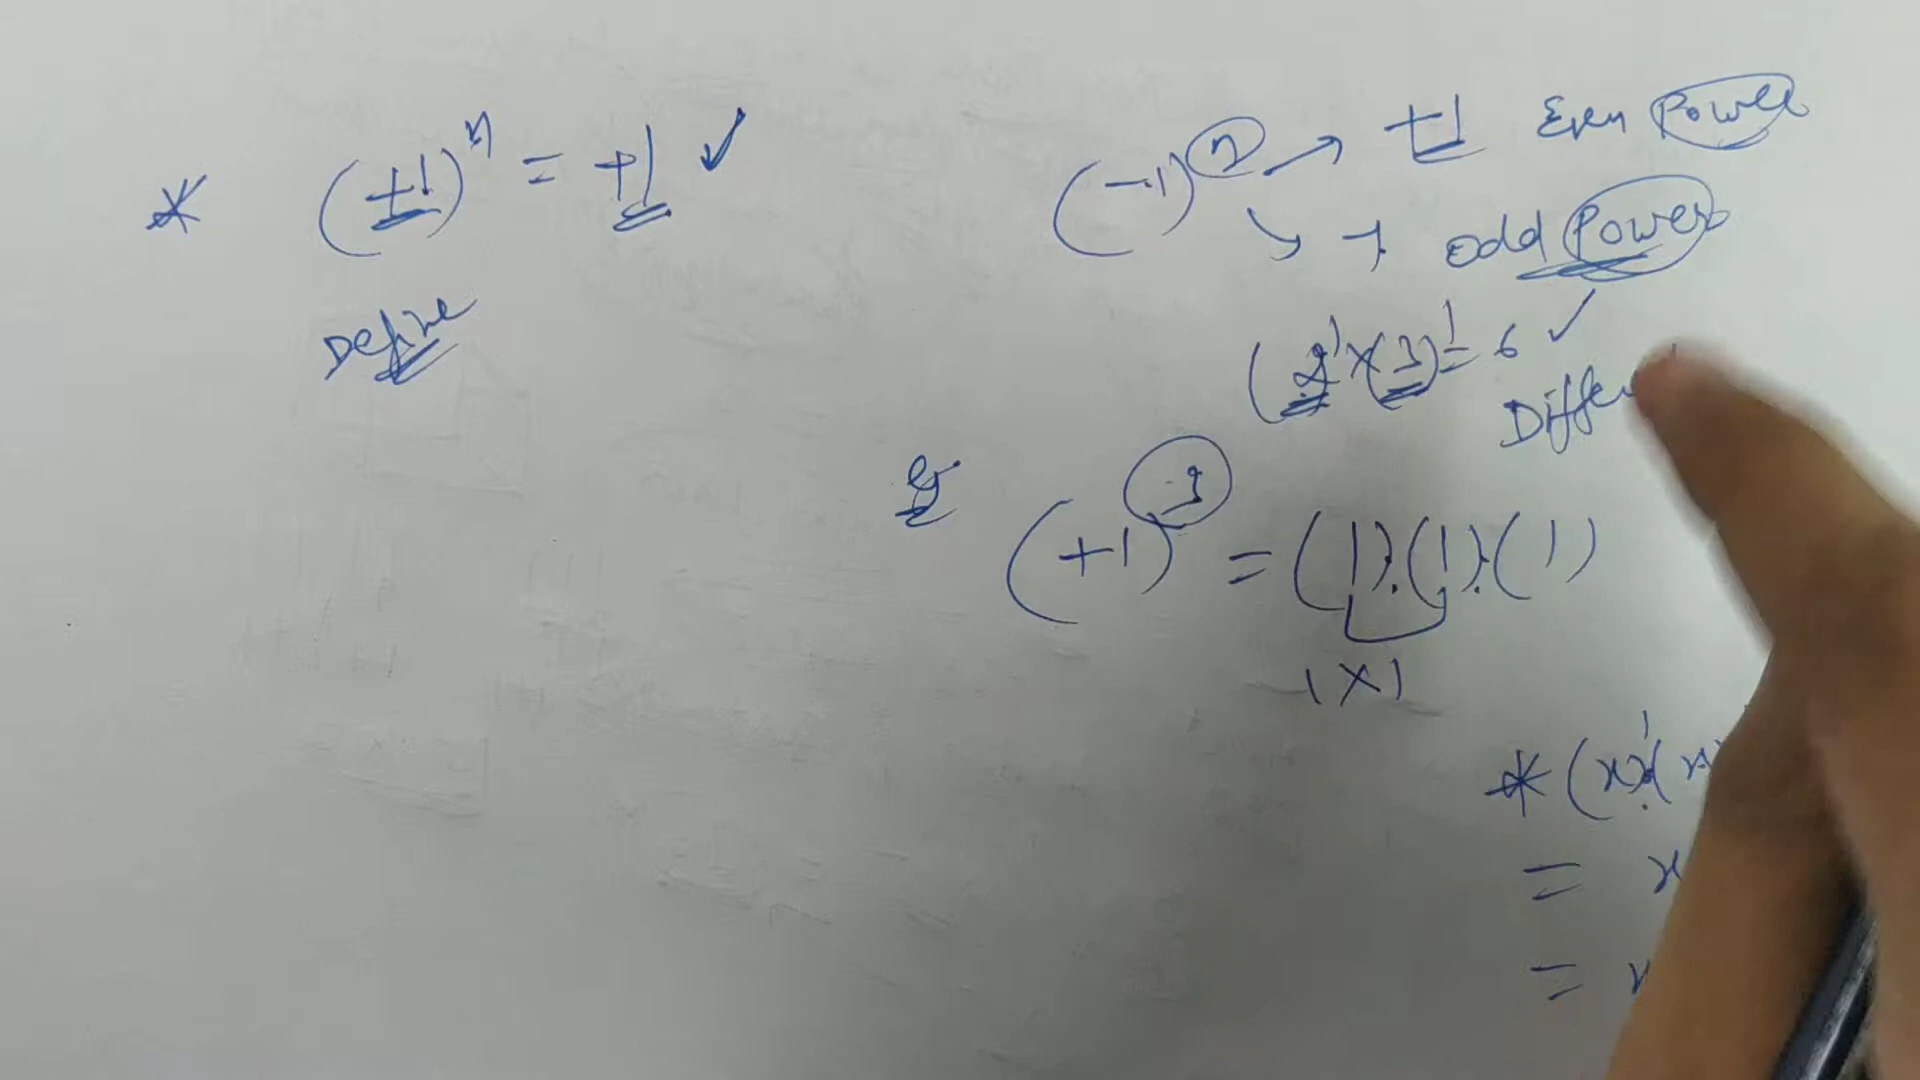 * (+1)^n = +1 ✓
Define
(-1)^n → +1 Even Power
↘ -1 odd Power
(2)^1 × (3)^1 = 6 ✓
Eg (+1)^3 = (1).(1).(1)
1 × 1
* (x)^1.(x
= x
=